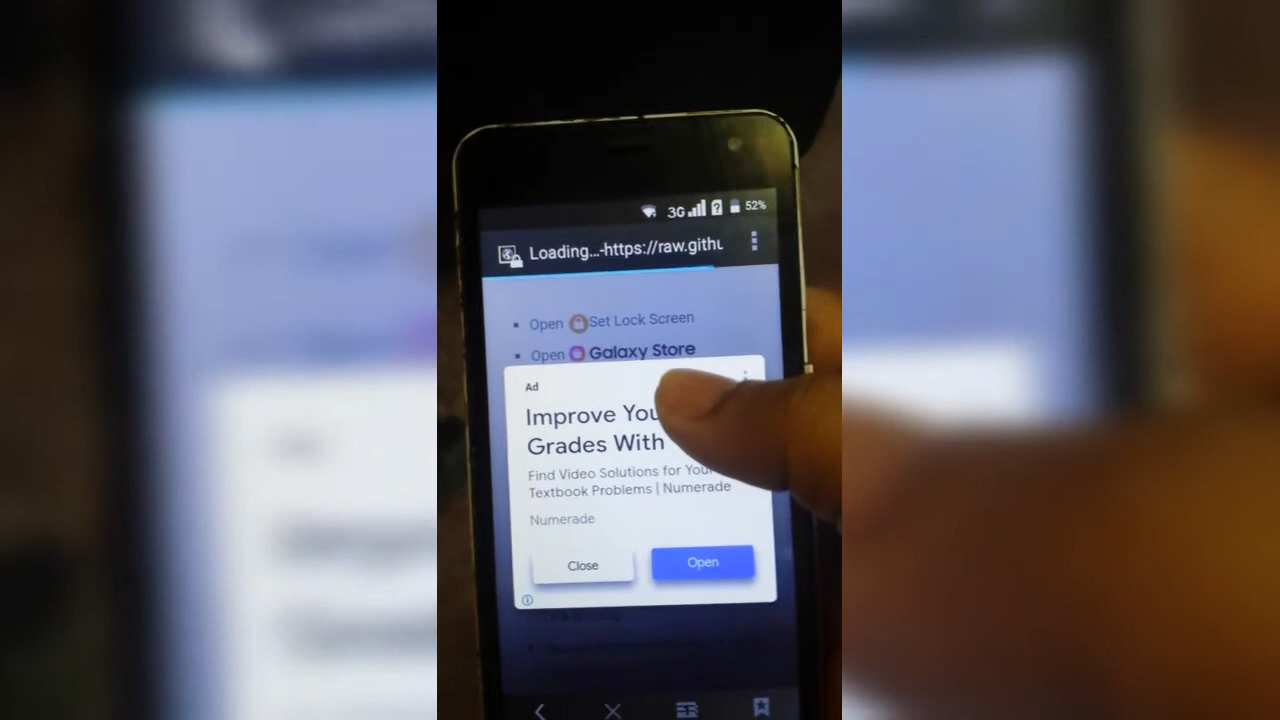 3G 52%
Loading...-https://raw.githu
Open Set Lock Screen
Open Galaxy Store
Ad
Improve You
Grades With
Find Video Solutions for Your
Textbook Problems | Numerade
Numerade
Close Open